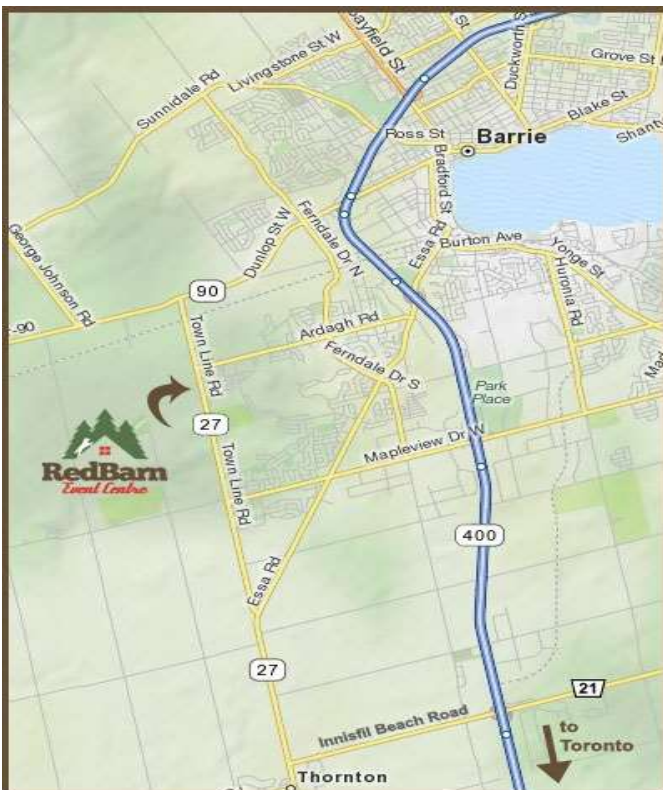 Bayfield St
St
Livingstone St W
Duckworth St
Grove St
Sunnidale Rd
Blake St
Shanty
Ross St
Barrie
Bradford St
Ferndale Dr N
Dunlop St W
Essa Rd
Burton Ave
Yonge St
Huronia Rd
George Johnson Rd
90
-90
Town Line Rd
Ardagh Rd
Ferndale Dr S
Park
Place
27
RedBarn
Event Centre
Town Line Rd
Mapleview Dr W
400
Essa Rd
27
21
Innisfil Beach Road
to
Toronto
Thornton